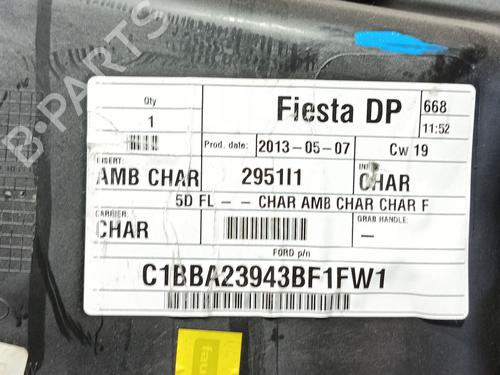 B-PARTS
Qty
1
Fiesta DP
668
11:52
Prod. date:
2013-05-07
Cw 19
INSERT:
AMB CHAR
2951I1
CHAR
5D FL - - CHAR AMB CHAR CHAR F
CARRIER:
CHAR
GRAB HANDLE:
-
FORD p/n
C1BBA23943BF1FW1